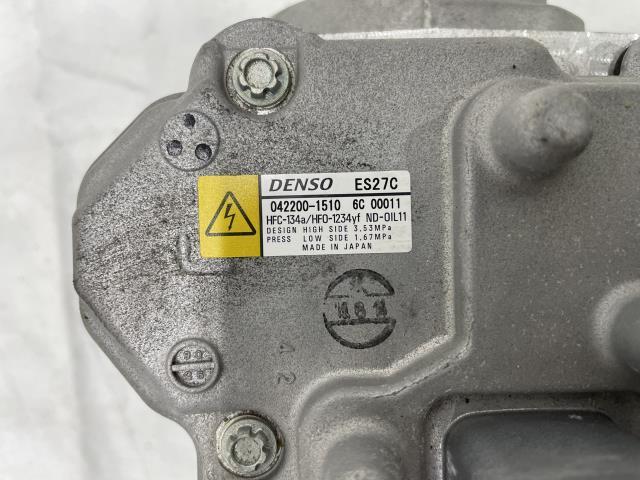 DENSO ES27C
042200-1510 6C 00011
HFC-134a/HFO-1234yf ND-OIL11
DESIGN HIGH SIDE 3.53MPa
PRESS LOW SIDE 1.67MPa
MADE IN JAPAN
42